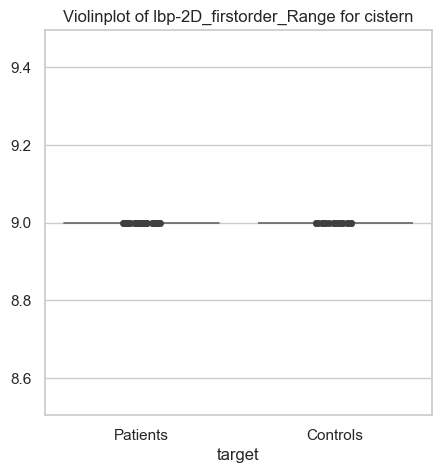 Violinplot of lbp-2D_firstorder_Range for cistern
9.4
9.2
9.0
8.8
8.6
Patients
Controls
target